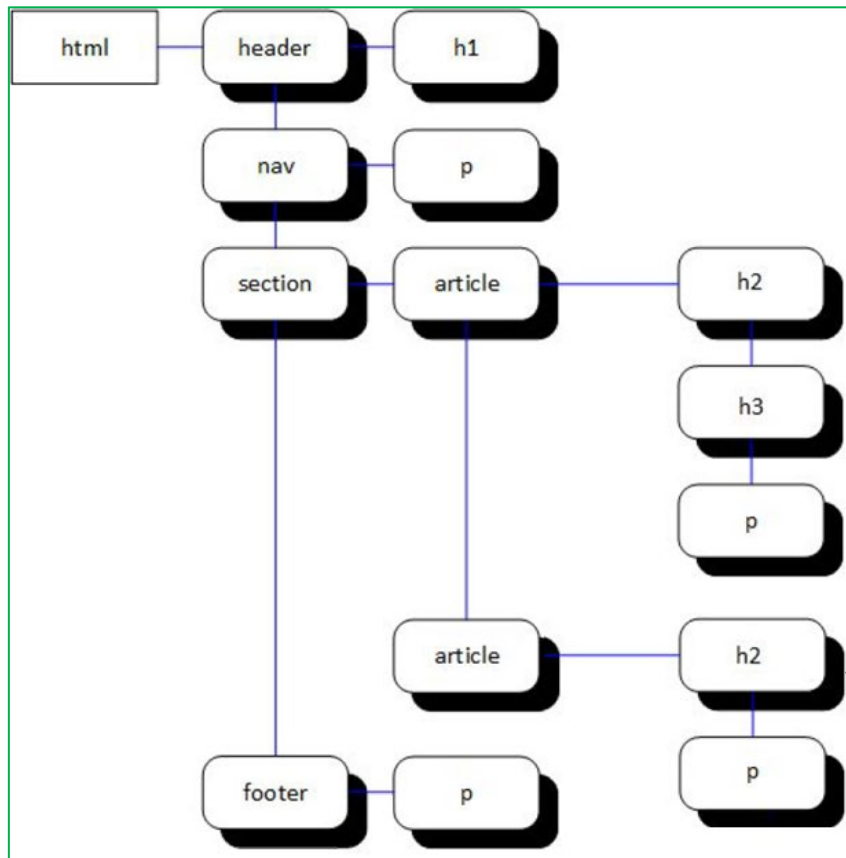 html
header
h1
nav
p
section
article
h2
h3
p
article
h2
p
footer
p